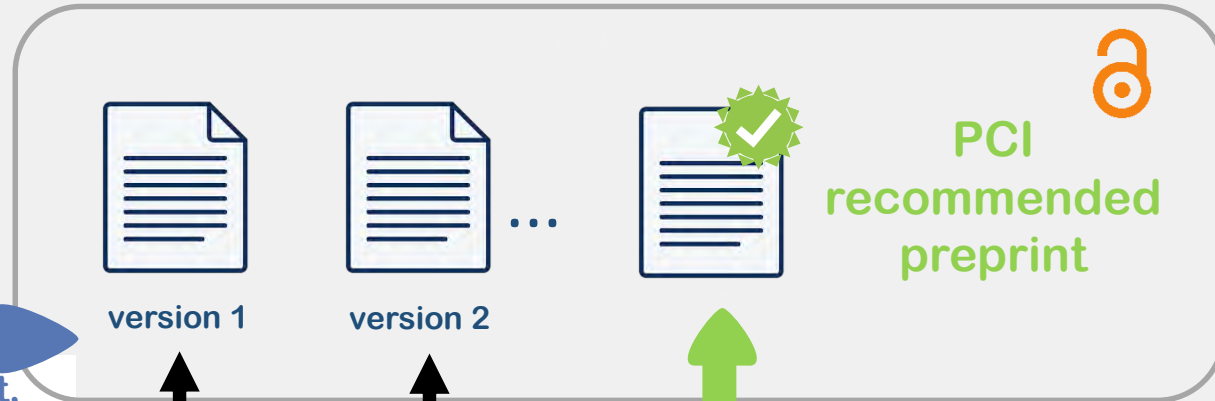 PCI
recommended
preprint
...
version 1
version 2
t.